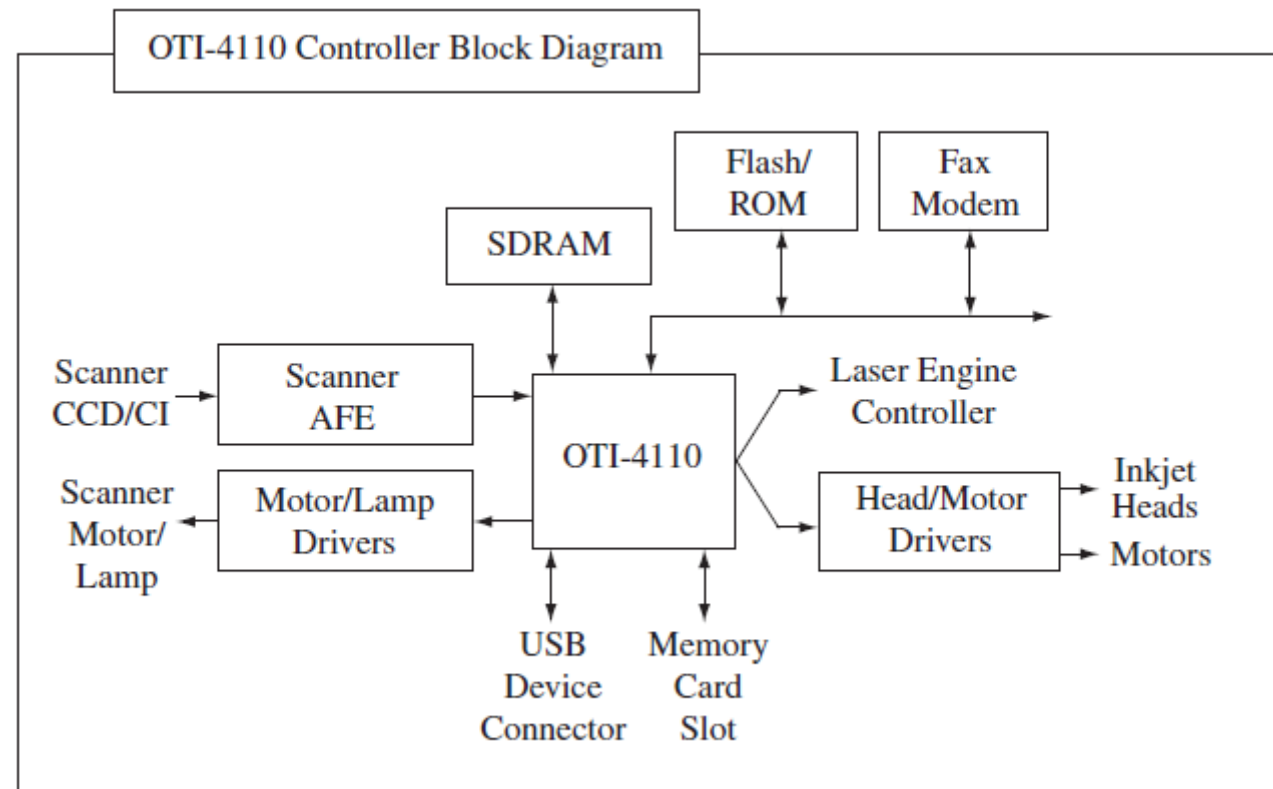 OTI-4110 Controller Block Diagram
Flash/
ROM
Fax
Modem
SDRAM
Scanner
CCD/CI
Scanner
AFE
Laser Engine
Controller
OTI-4110
Scanner
Motor/
Lamp
Motor/Lamp
Drivers
Head/Motor
Drivers
Inkjet
Heads
Motors
USB
Device
Connector
Memory
Card
Slot